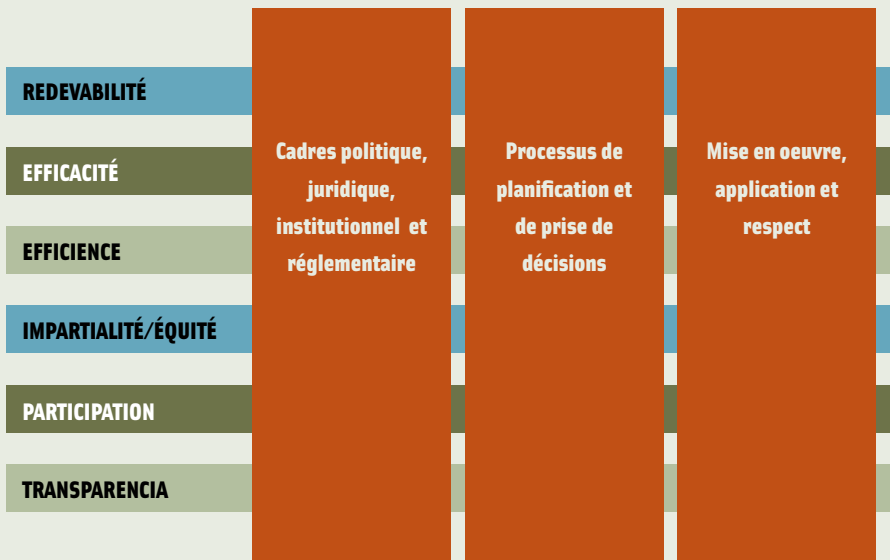 REDEVABILITÉ
EFFICACITÉ
EFFICIENCE
IMPARTIALITÉ/ÉQUITÉ
PARTICIPATION
TRANSPARENCIA
Cadres politique,
juridique,
institutionnel et
réglementaire
Processus de
planification et
de prise de
décisions
Mise en oeuvre,
application et
respect